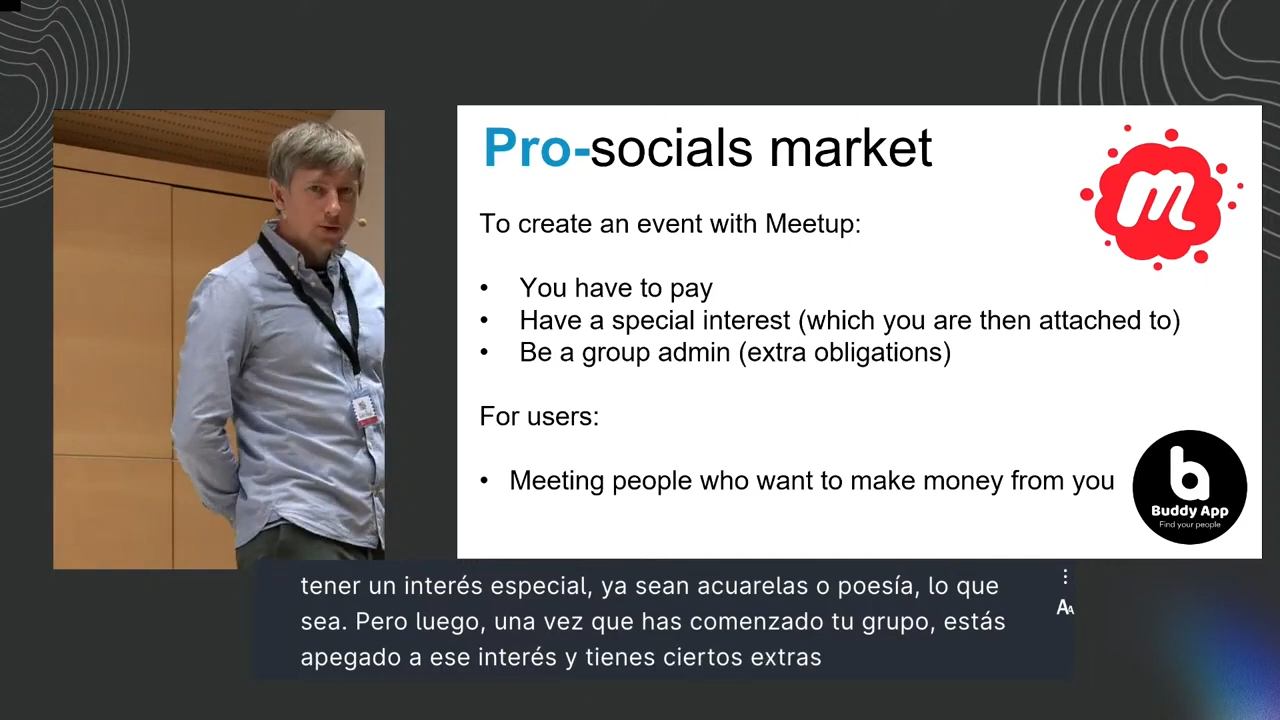 Pro-socials market
m
To create an event with Meetup:
• You have to pay
• Have a special interest (which you are then attached to)
• Be a group admin (extra obligations)
For users:
• Meeting people who want to make money from you
b
Buddy App
Find your people
tener un interés especial, ya sean acuarelas o poesía, lo que
sea. Pero luego, una vez que has comenzado tu grupo, estás
apegado a ese interés y tienes ciertos extras
AA